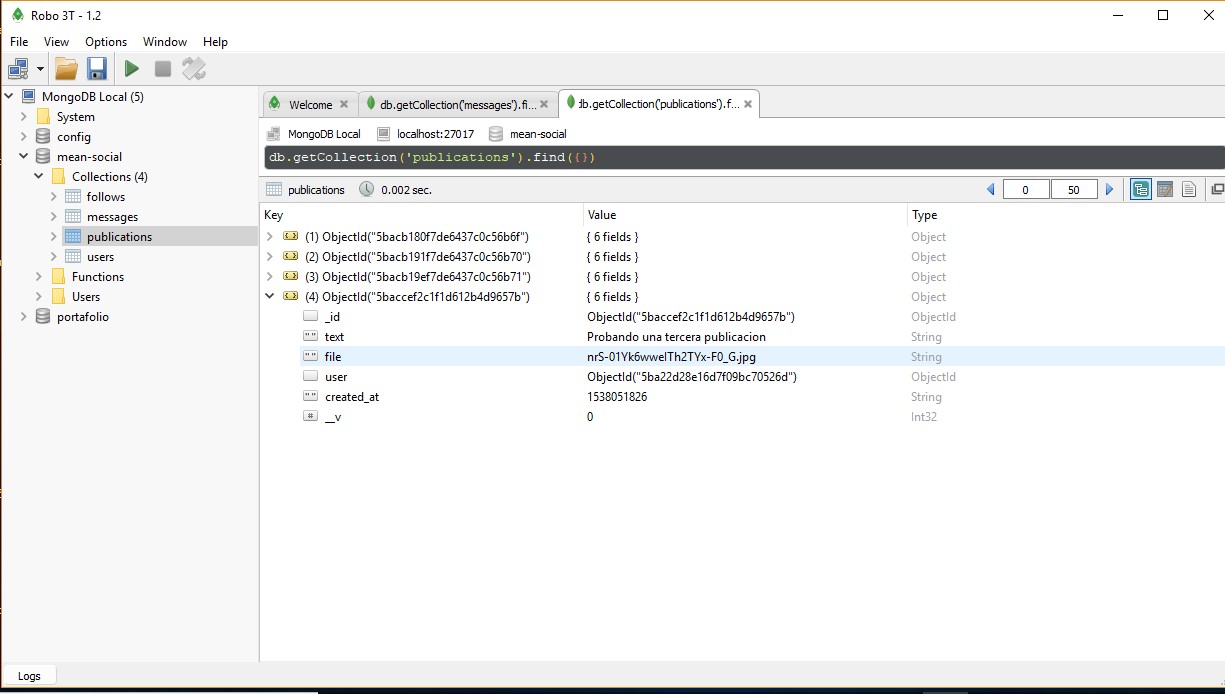 Robo 3T - 1.2
File View Options Window Help
MongoDB Local (5)
System
config
mean-social
Collections (4)
follows
messages
publications
users
Functions
Users
portafolio
Welcome db.getCollection('messages').fi... db.getCollection('publications').f...
MongoDB Local localhost:27017 mean-social
db.getCollection('publications').find({})
publications 0.002 sec. 0 50
Key Value Type
(1) ObjectId("5bacb180f7de6437c0c56b6f") { 6 fields } Object
(2) ObjectId("5bacb191f7de6437c0c56b70") { 6 fields } Object
(3) ObjectId("5bacb19ef7de6437c0c56b71") { 6 fields } Object
(4) ObjectId("5baccef2c1f1d612b4d9657b") { 6 fields } Object
_id ObjectId("5baccef2c1f1d612b4d9657b") ObjectId
text Probando una tercera publicacion String
file nrS-01Yk6wwelTh2TYx-F0_G.jpg String
user ObjectId("5ba22d28e16d7f09bc70526d") ObjectId
created_at 1538051826 String
__v 0 Int32
Logs